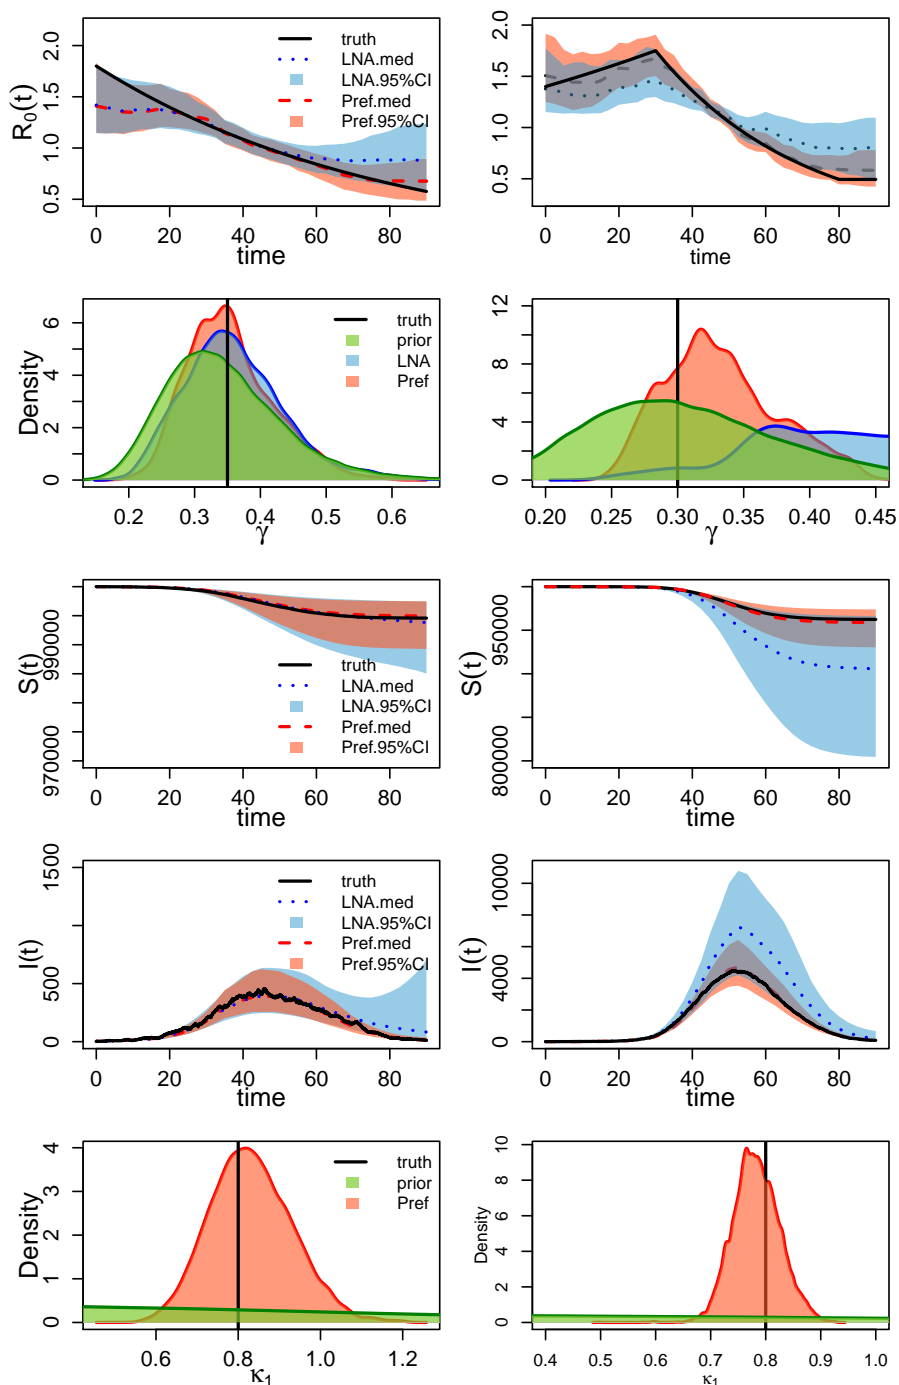 R0(t)
0.5 1.0 1.5 2.0
truth
LNA.med
LNA.95%CI
Pref.med
Pref.95%CI
0 20 40 60 80
time
0.5 1.0 1.5 2.0
0 20 40 60 80
time
Density
0 2 4 6
truth
prior
LNA
Pref
0.2 0.3 0.4 0.5 0.6
γ
0 4 8 12
0.20 0.30 0.35 0.40 0.45
γ
S(t)
970000 990000
truth
LNA.med
LNA.95%CI
Pref.med
Pref.95%CI
0 20 40 60 80
time
S(t)
800000 950000
0 20 40 60 80
time
I(t)
0 500 1500
truth
LNA.med
LNA.95%CI
Pref.med
Pref.95%CI
0 20 40 60 80
time
I(t)
0 4000 10000
0 20 40 60 80
time
Density
0 1 2 3 4
truth
prior
Pref
0.6 0.8 1.0 1.2
κ1
Density
0 2 4 6 8 10
0.4 0.5 0.6 0.7 0.8 0.9 1.0
κ1